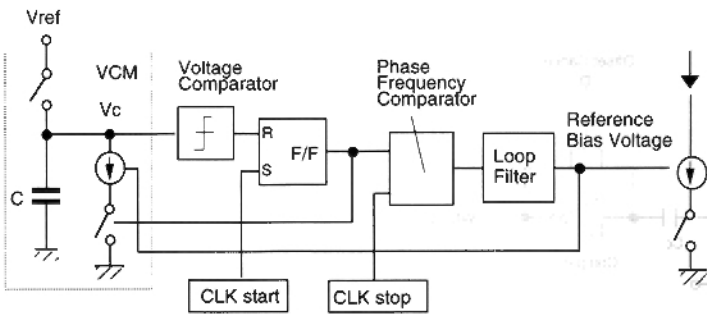 Vref
VCM
Vc
C
Voltage
Comparator
R
S
F/F
Phase
Frequency
Comparator
Loop
Filter
Reference
Bias Voltage
CLK start
CLK stop